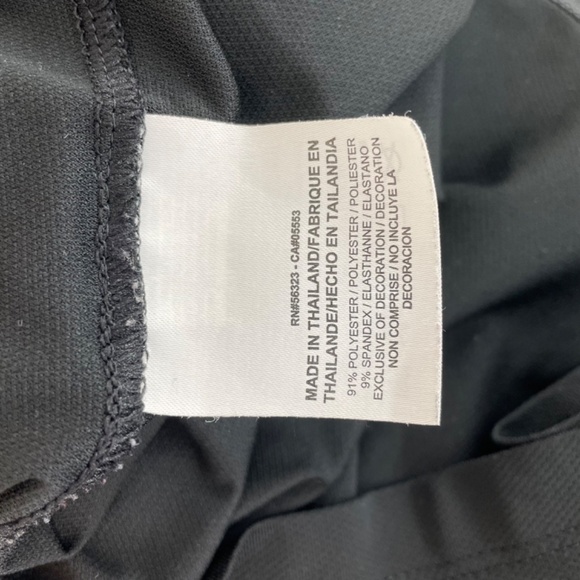 RN#56323 - CA#05553
MADE IN THAILAND/FABRIQUE EN
THAILANDE/HECHO EN TAILANDIA
91% POLYESTER / POLYESTER / POLIESTER
9% SPANDEX / ELASTHANNE / ELASTANO
EXCLUSIVE OF DECORATION / DECORATION
NON COMPRISE / NO INCLUYE LA
DECORACION